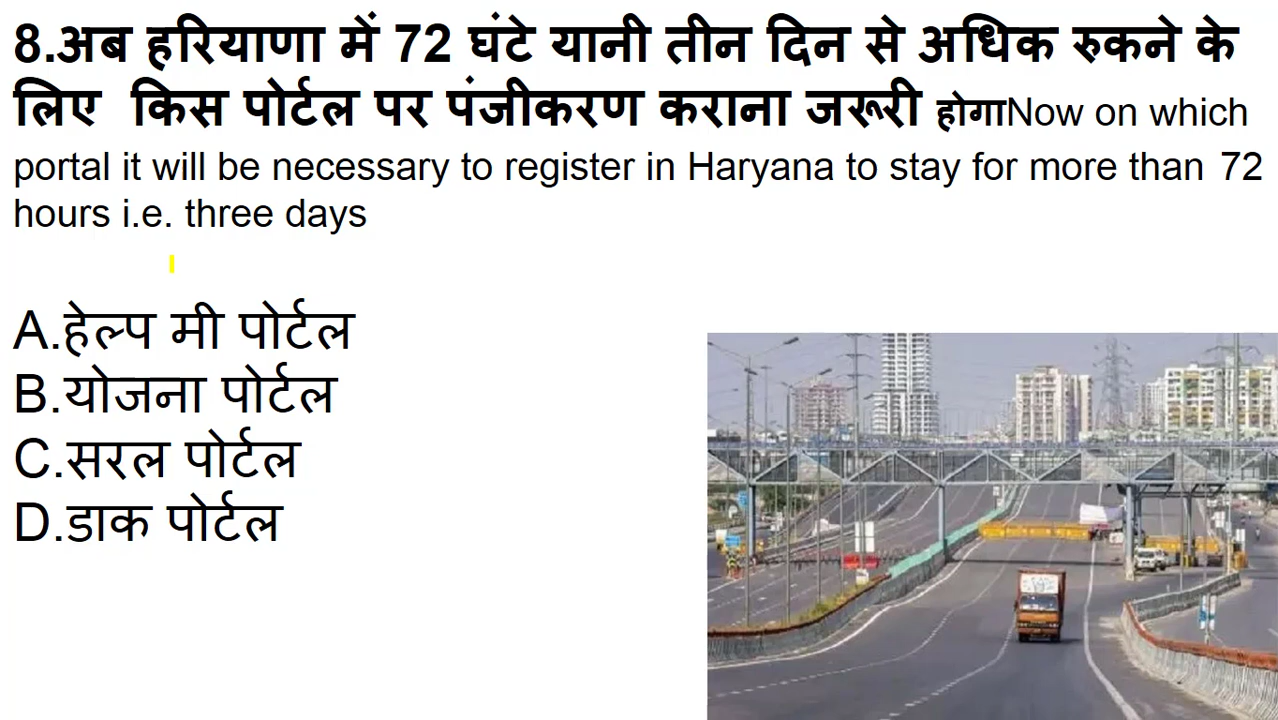 8.अब हरियाणा में 72 घंटे यानी तीन दिन से अधिक रुकने के
लिए किस पोर्टल पर पंजीकरण कराना जरूरी होगाNow on which
portal it will be necessary to register in Haryana to stay for more than 72
hours i.e. three days
A.हेल्प मी पोर्टल
B.योजना पोर्टल
C.सरल पोर्टल
D.डाक पोर्टल